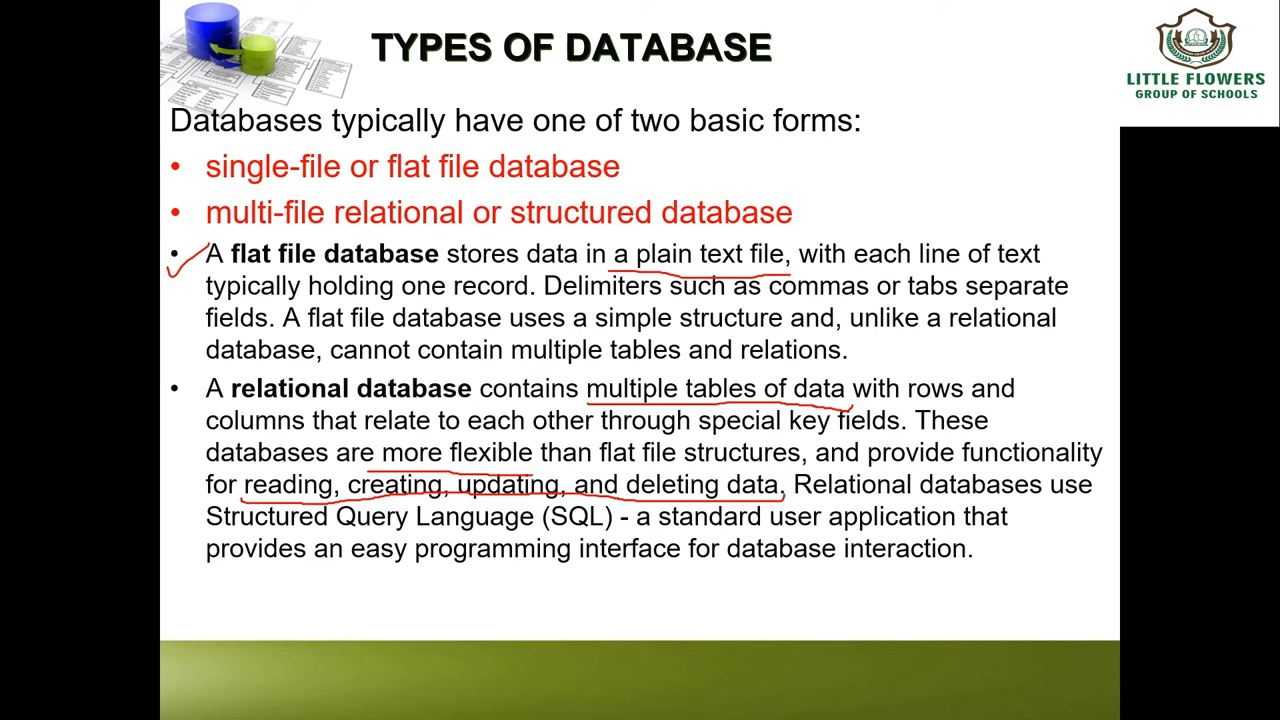 TYPES OF DATABASE
LITTLE FLOWERS
GROUP OF SCHOOLS
Databases typically have one of two basic forms:
• single-file or flat file database
• multi-file relational or structured database
• A flat file database stores data in a plain text file, with each line of text
typically holding one record. Delimiters such as commas or tabs separate
fields. A flat file database uses a simple structure and, unlike a relational
database, cannot contain multiple tables and relations.
• A relational database contains multiple tables of data with rows and
columns that relate to each other through special key fields. These
databases are more flexible than flat file structures, and provide functionality
for reading, creating, updating, and deleting data. Relational databases use
Structured Query Language (SQL) - a standard user application that
provides an easy programming interface for database interaction.